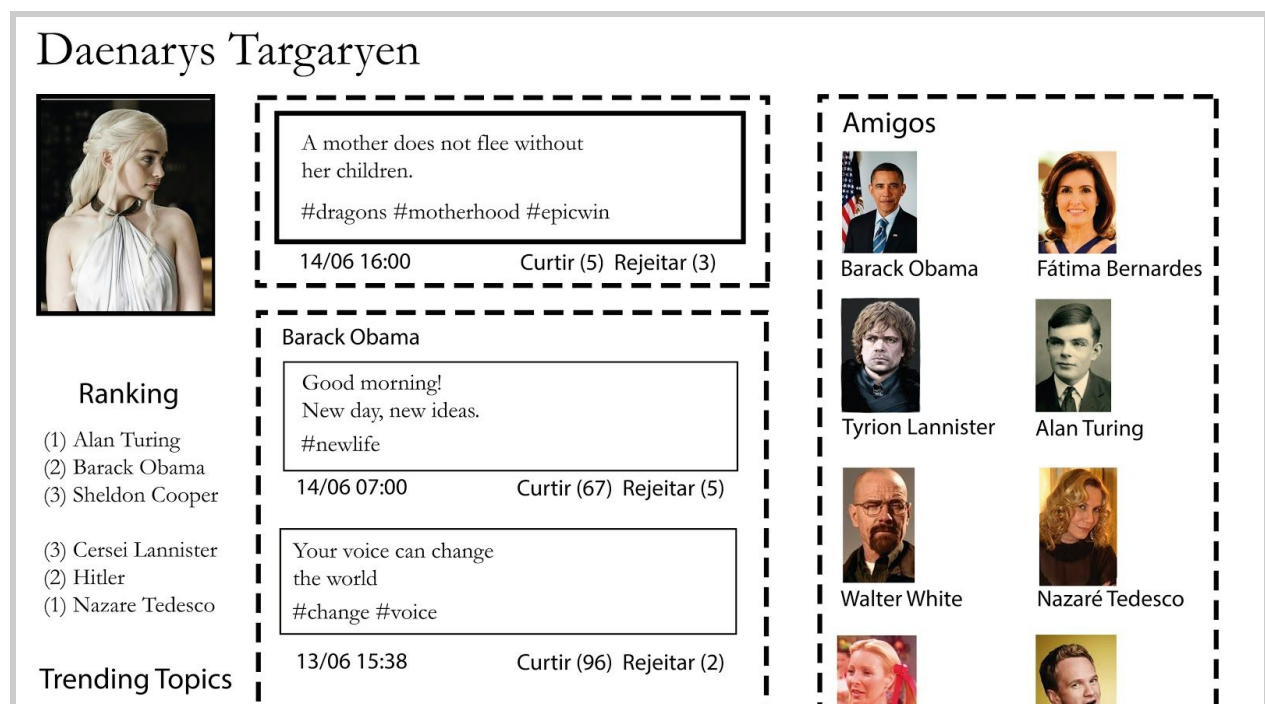 Daenarys Targaryen
A mother does not flee without
her children.
#dragons #motherhood #epicwin
14/06 16:00 Curtir (5) Rejeitar (3)
Barack Obama
Good morning!
New day, new ideas.
#newlife
14/06 07:00 Curtir (67) Rejeitar (5)
Your voice can change
the world
#change #voice
13/06 15:38 Curtir (96) Rejeitar (2)
Ranking
(1) Alan Turing
(2) Barack Obama
(3) Sheldon Cooper
(3) Cersei Lannister
(2) Hitler
(1) Nazare Tedesco
Trending Topics
Amigos
Barack Obama Fátima Bernardes
Tyrion Lannister Alan Turing
Walter White Nazaré Tedesco